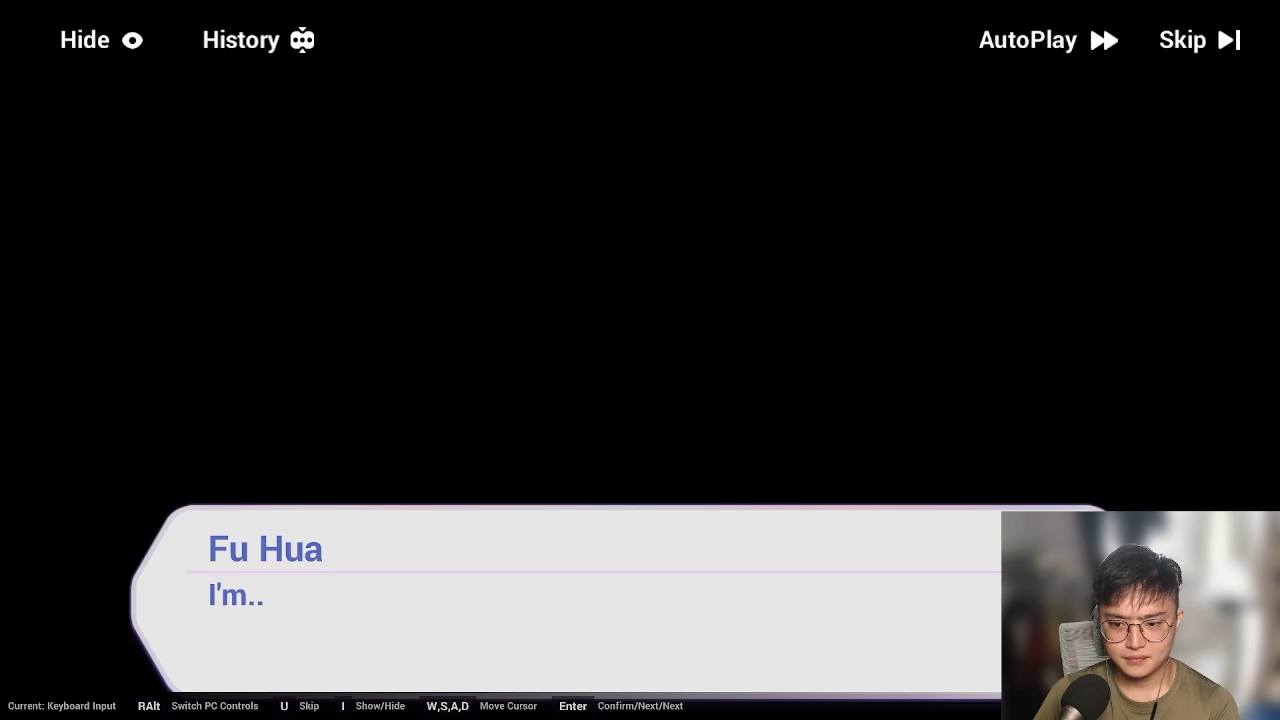 Hide
History
AutoPlay
Skip
Fu Hua
I'm..
Current: Keyboard Input RAlt Switch PC Controls U Skip I Show/Hide W,S,A,D Move Cursor Enter Confirm/Next/Next